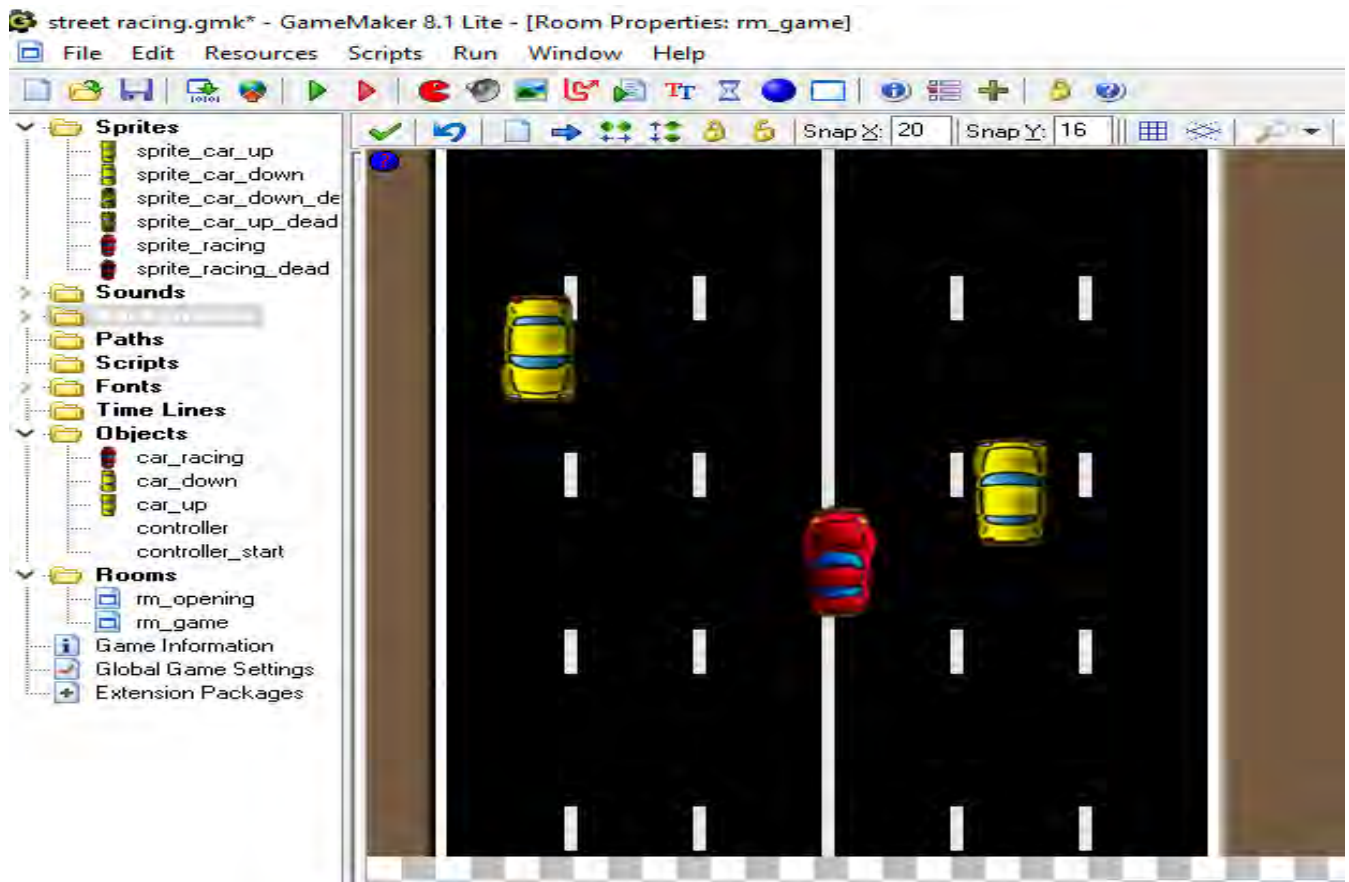 street racing.gmk* - GameMaker 8.1 Lite - [Room Properties: rm_game]
File Edit Resources Scripts Run Window Help
Snap X: 20 Snap Y: 16
Sprites
sprite_car_up
sprite_car_down
sprite_car_down_de
sprite_car_up_dead
sprite_racing
sprite_racing_dead
Sounds
Paths
Scripts
Fonts
Time Lines
Objects
car_racing
car_down
car_up
controller
controller_start
Rooms
rm_opening
rm_game
Game Information
Global Game Settings
Extension Packages